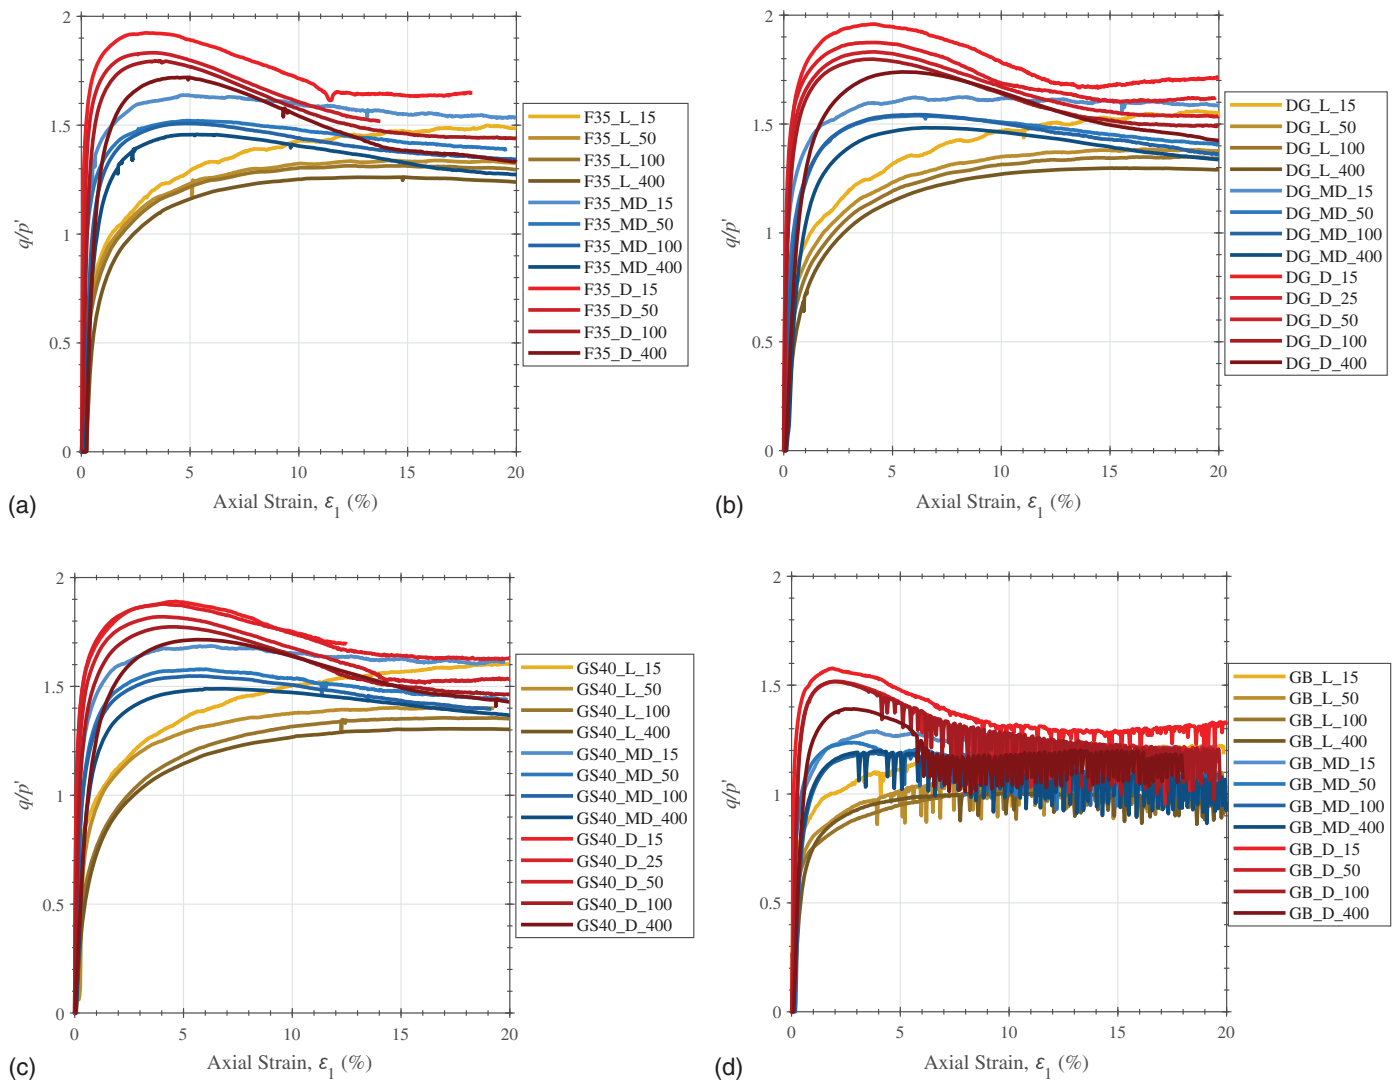 2
1.5
1
0.5
0
q/p'
0 5 10 15 20
Axial Strain, ε1 (%)
(a)
F35_L_15
F35_L_50
F35_L_100
F35_L_400
F35_MD_15
F35_MD_50
F35_MD_100
F35_MD_400
F35_D_15
F35_D_50
F35_D_100
F35_D_400
2
1.5
1
0.5
0
q/p'
0 5 10 15 20
Axial Strain, ε1 (%)
(b)
DG_L_15
DG_L_50
DG_L_100
DG_L_400
DG_MD_15
DG_MD_50
DG_MD_100
DG_MD_400
DG_D_15
DG_D_25
DG_D_50
DG_D_100
DG_D_400
2
1.5
1
0.5
0
q/p'
0 5 10 15 20
Axial Strain, ε1 (%)
(c)
GS40_L_15
GS40_L_50
GS40_L_100
GS40_L_400
GS40_MD_15
GS40_MD_50
GS40_MD_100
GS40_MD_400
GS40_D_15
GS40_D_25
GS40_D_50
GS40_D_100
GS40_D_400
2
1.5
1
0.5
0
q/p'
0 5 10 15 20
Axial Strain, ε1 (%)
(d)
GB_L_15
GB_L_50
GB_L_100
GB_L_400
GB_MD_15
GB_MD_50
GB_MD_100
GB_MD_400
GB_D_15
GB_D_50
GB_D_100
GB_D_400